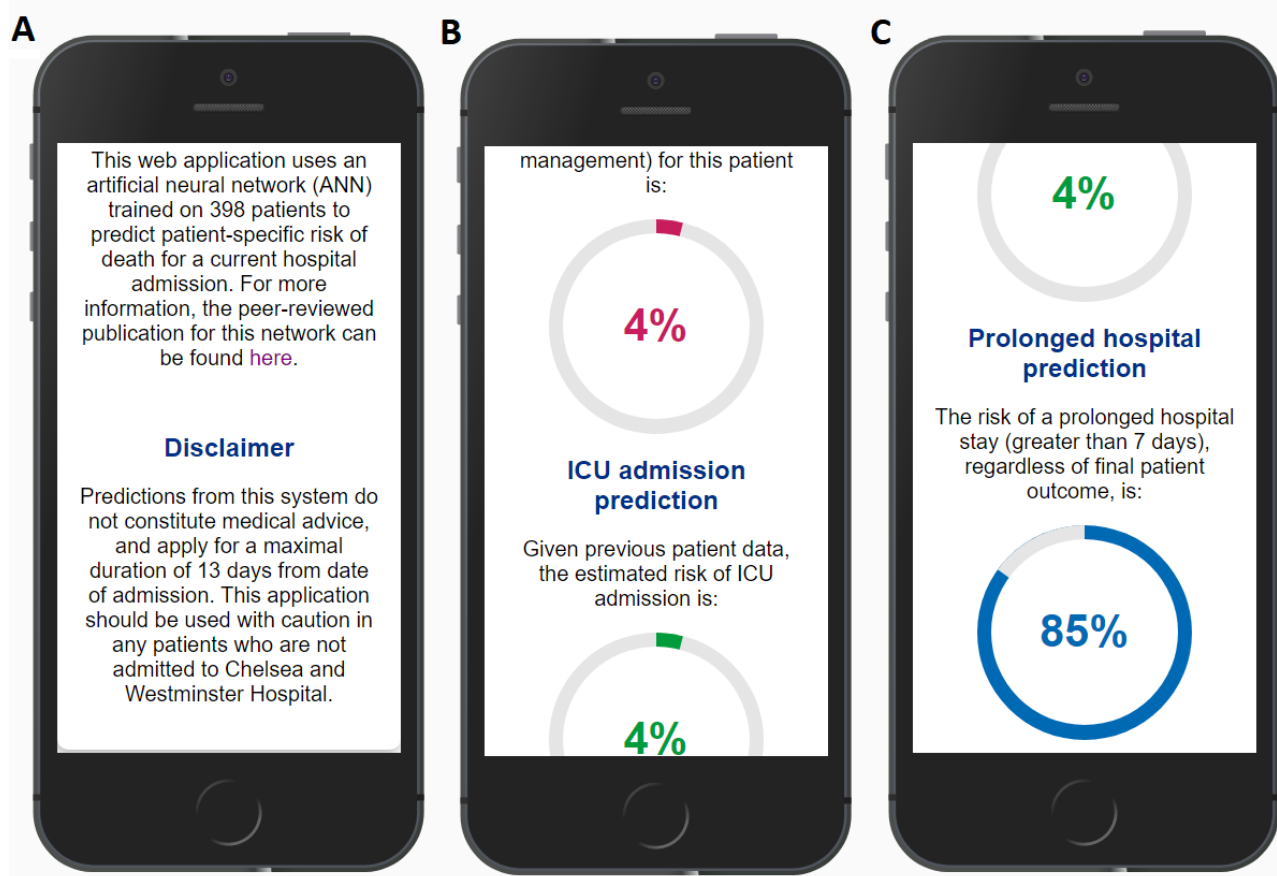 A
This web application uses an
artificial neural network (ANN)
trained on 398 patients to
predict patient-specific risk of
death for a current hospital
admission. For more
information, the peer-reviewed
publication for this network can
be found here.
Disclaimer
Predictions from this system do
not constitute medical advice,
and apply for a maximal
duration of 13 days from date
of admission. This application
should be used with caution in
any patients who are not
admitted to Chelsea and
Westminster Hospital.
B
management) for this patient
is:
4%
ICU admission
prediction
Given previous patient data,
the estimated risk of ICU
admission is:
4%
C
4%
Prolonged hospital
prediction
The risk of a prolonged hospital
stay (greater than 7 days),
regardless of final patient
outcome, is:
85%